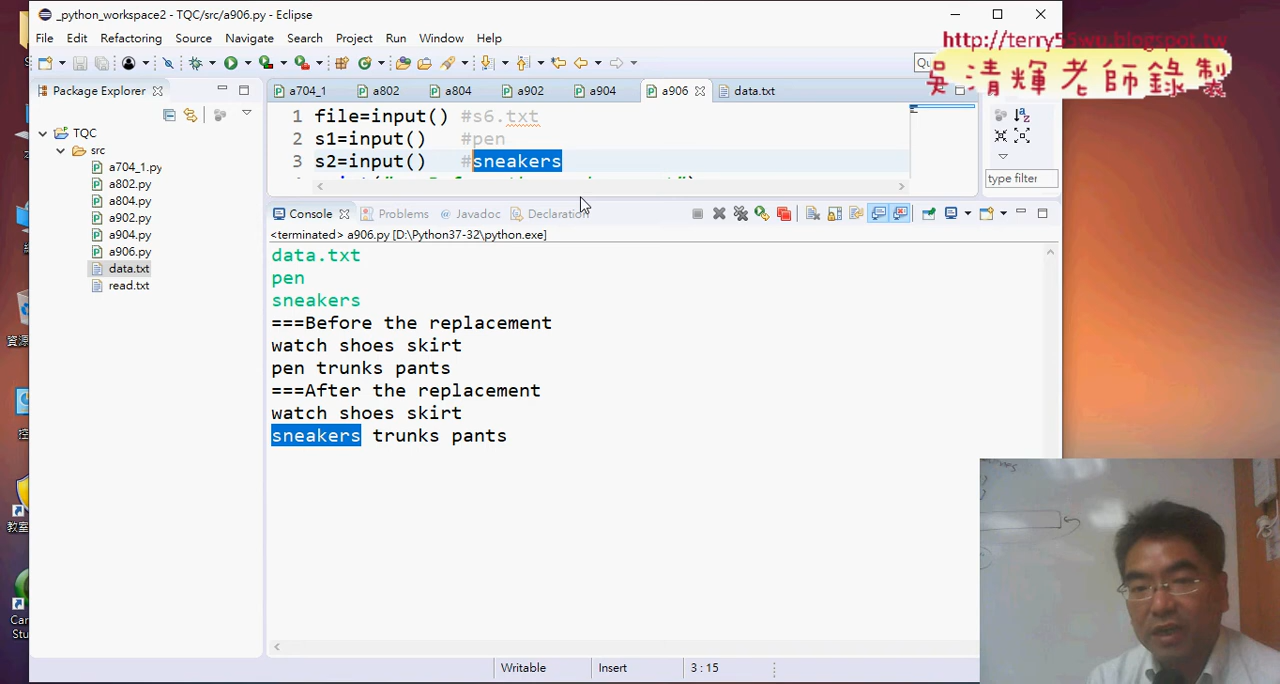 _python_workspace2 - TQC/src/a906.py - Eclipse
http://terry55wu.blogspot.tw
吳清輝老師錄製
File Edit Refactoring Source Navigate Search Project Run Window Help
Package Explorer
a704_1 a802 a804 a902 a904 a906 data.txt
TQC
src
a704_1.py
a802.py
a804.py
a902.py
a904.py
a906.py
data.txt
read.txt
1 file=input() #s6.txt
2 s1=input() #pen
3 s2=input() #sneakers
type filter
Console Problems Javadoc Declaration
<terminated> a906.py [D:\Python37-32\python.exe]
data.txt
pen
sneakers
===Before the replacement
watch shoes skirt
pen trunks pants
===After the replacement
watch shoes skirt
sneakers trunks pants
Writable Insert 3 : 15